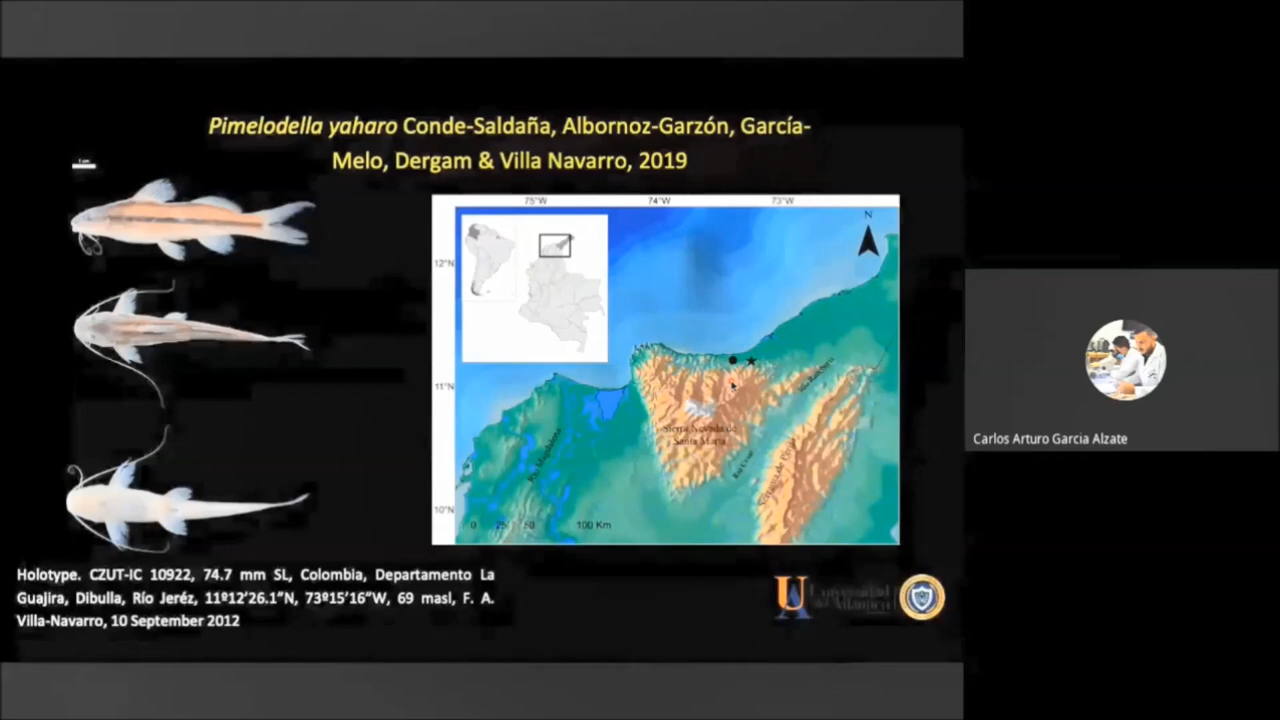 Pimelodella yaharo Conde-Saldaña, Albornoz-Garzón, García-
Melo, Dergam & Villa Navarro, 2019
75°W 74°W 73°W
N
12°N
11°N
10°N
Sierra Nevada de
Santa Marta
Río Magdalena
0 25 50 100 Km
Holotype. CZUT-IC 10922, 74.7 mm SL, Colombia, Departamento La
Guajira, Dibulla, Río Jeréz, 11º12'26.1”N, 73º15'16”W, 69 masl, F. A.
Villa-Navarro, 10 September 2012
Universidad
del Atlántico
Carlos Arturo Garcia Alzate